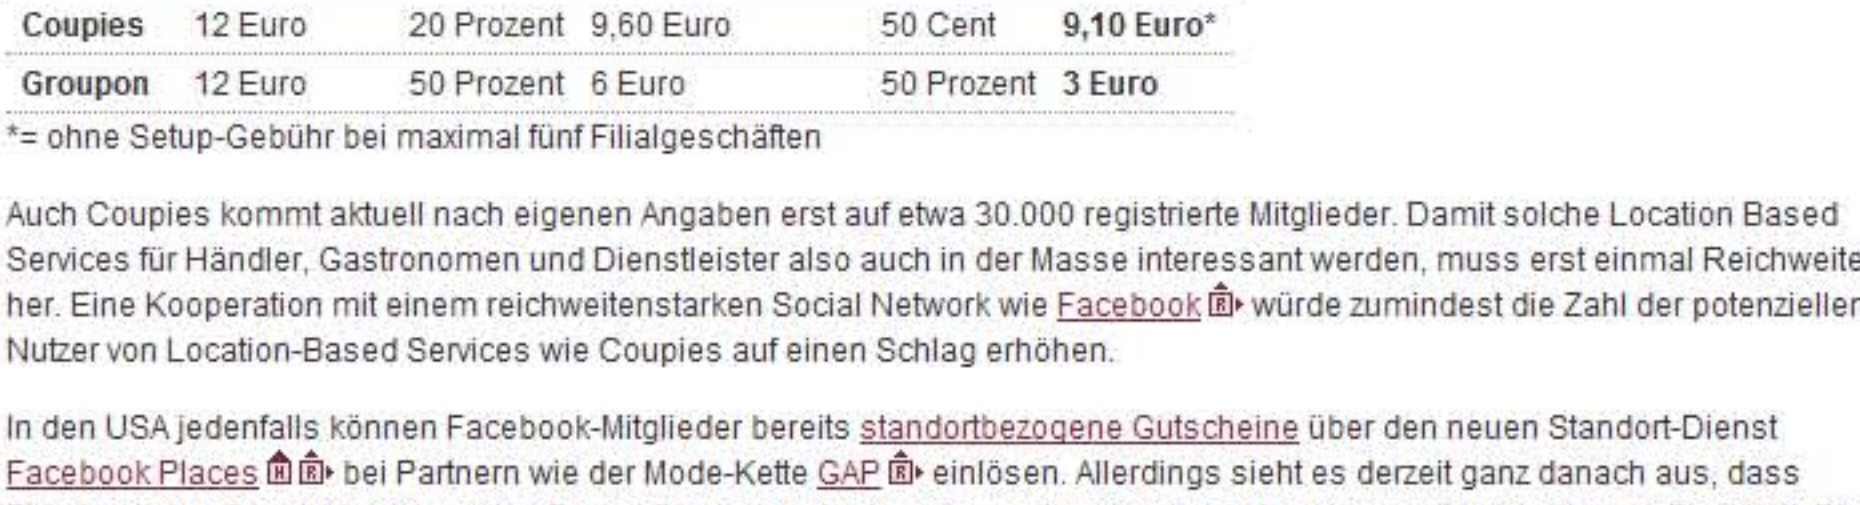 Coupies 12 Euro 20 Prozent 9,60 Euro 50 Cent 9,10 Euro*
Groupon 12 Euro 50 Prozent 6 Euro 50 Prozent 3 Euro
*= ohne Setup-Gebühr bei maximal fünf Filialgeschäften
Auch Coupies kommt aktuell nach eigenen Angaben erst auf etwa 30.000 registrierte Mitglieder. Damit solche Location Based
Services für Händler, Gastronomen und Dienstleister also auch in der Masse interessant werden, muss erst einmal Reichweite
her. Eine Kooperation mit einem reichweitenstarken Social Network wie Facebook R würde zumindest die Zahl der potenzieller
Nutzer von Location-Based Services wie Coupies auf einen Schlag erhöhen.
In den USA jedenfalls können Facebook-Mitglieder bereits standortbezogene Gutscheine über den neuen Standort-Dienst
Facebook Places H R bei Partnern wie der Mode-Kette GAP R einlösen. Allerdings sieht es derzeit ganz danach aus, dass